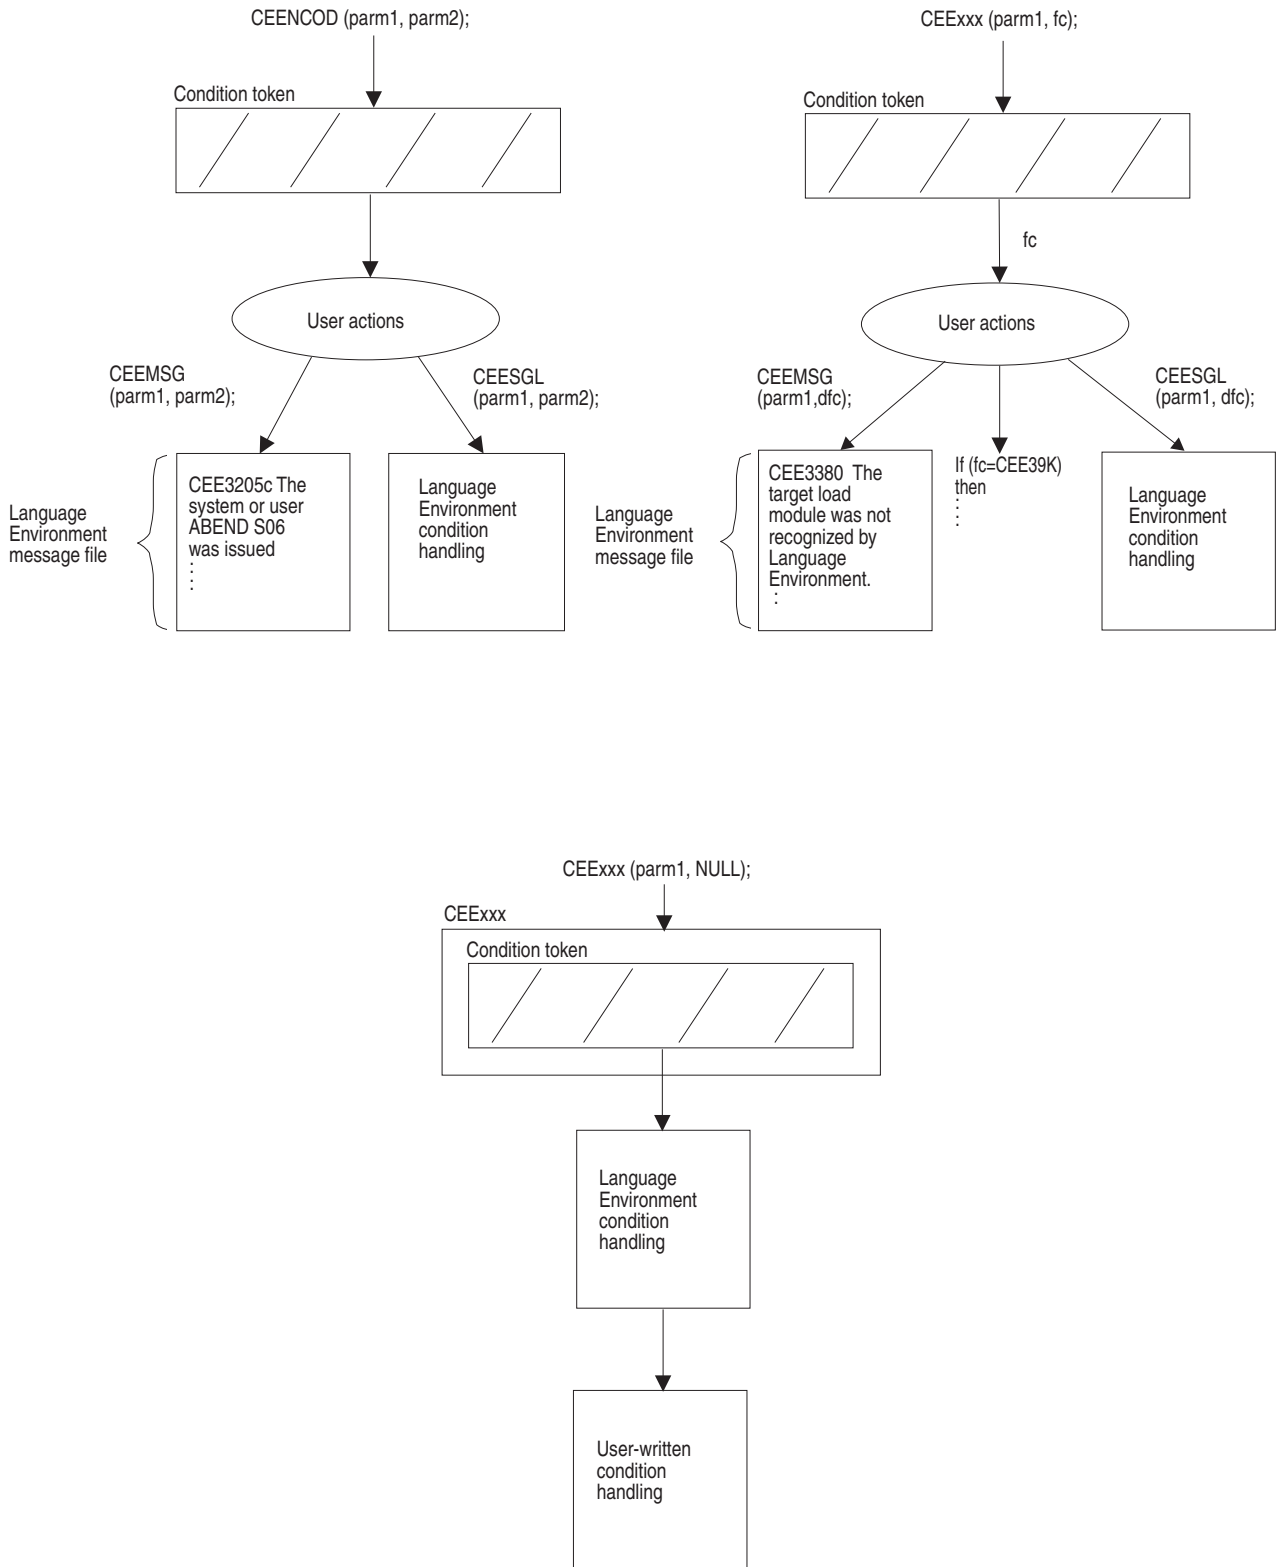 CEENCOD (parm1, parm2);
Condition token
User actions
CEEMSG
(parm1, parm2);
CEESGL
(parm1, parm2);
Language
Environment
message file
CEE3205c The
system or user
ABEND S06
was issued
Language
Environment
condition
handling
CEExxx (parm1, fc);
Condition token
fc
User actions
CEEMSG
(parm1,dfc);
CEESGL
(parm1, dfc);
Language
Environment
message file
CEE3380 The
target load
module was not
recognized by
Language
Environment.
If (fc=CEE39K)
then
Language
Environment
condition
handling
CEExxx (parm1, NULL);
CEExxx
Condition token
Language
Environment
condition
handling
User-written
condition
handling